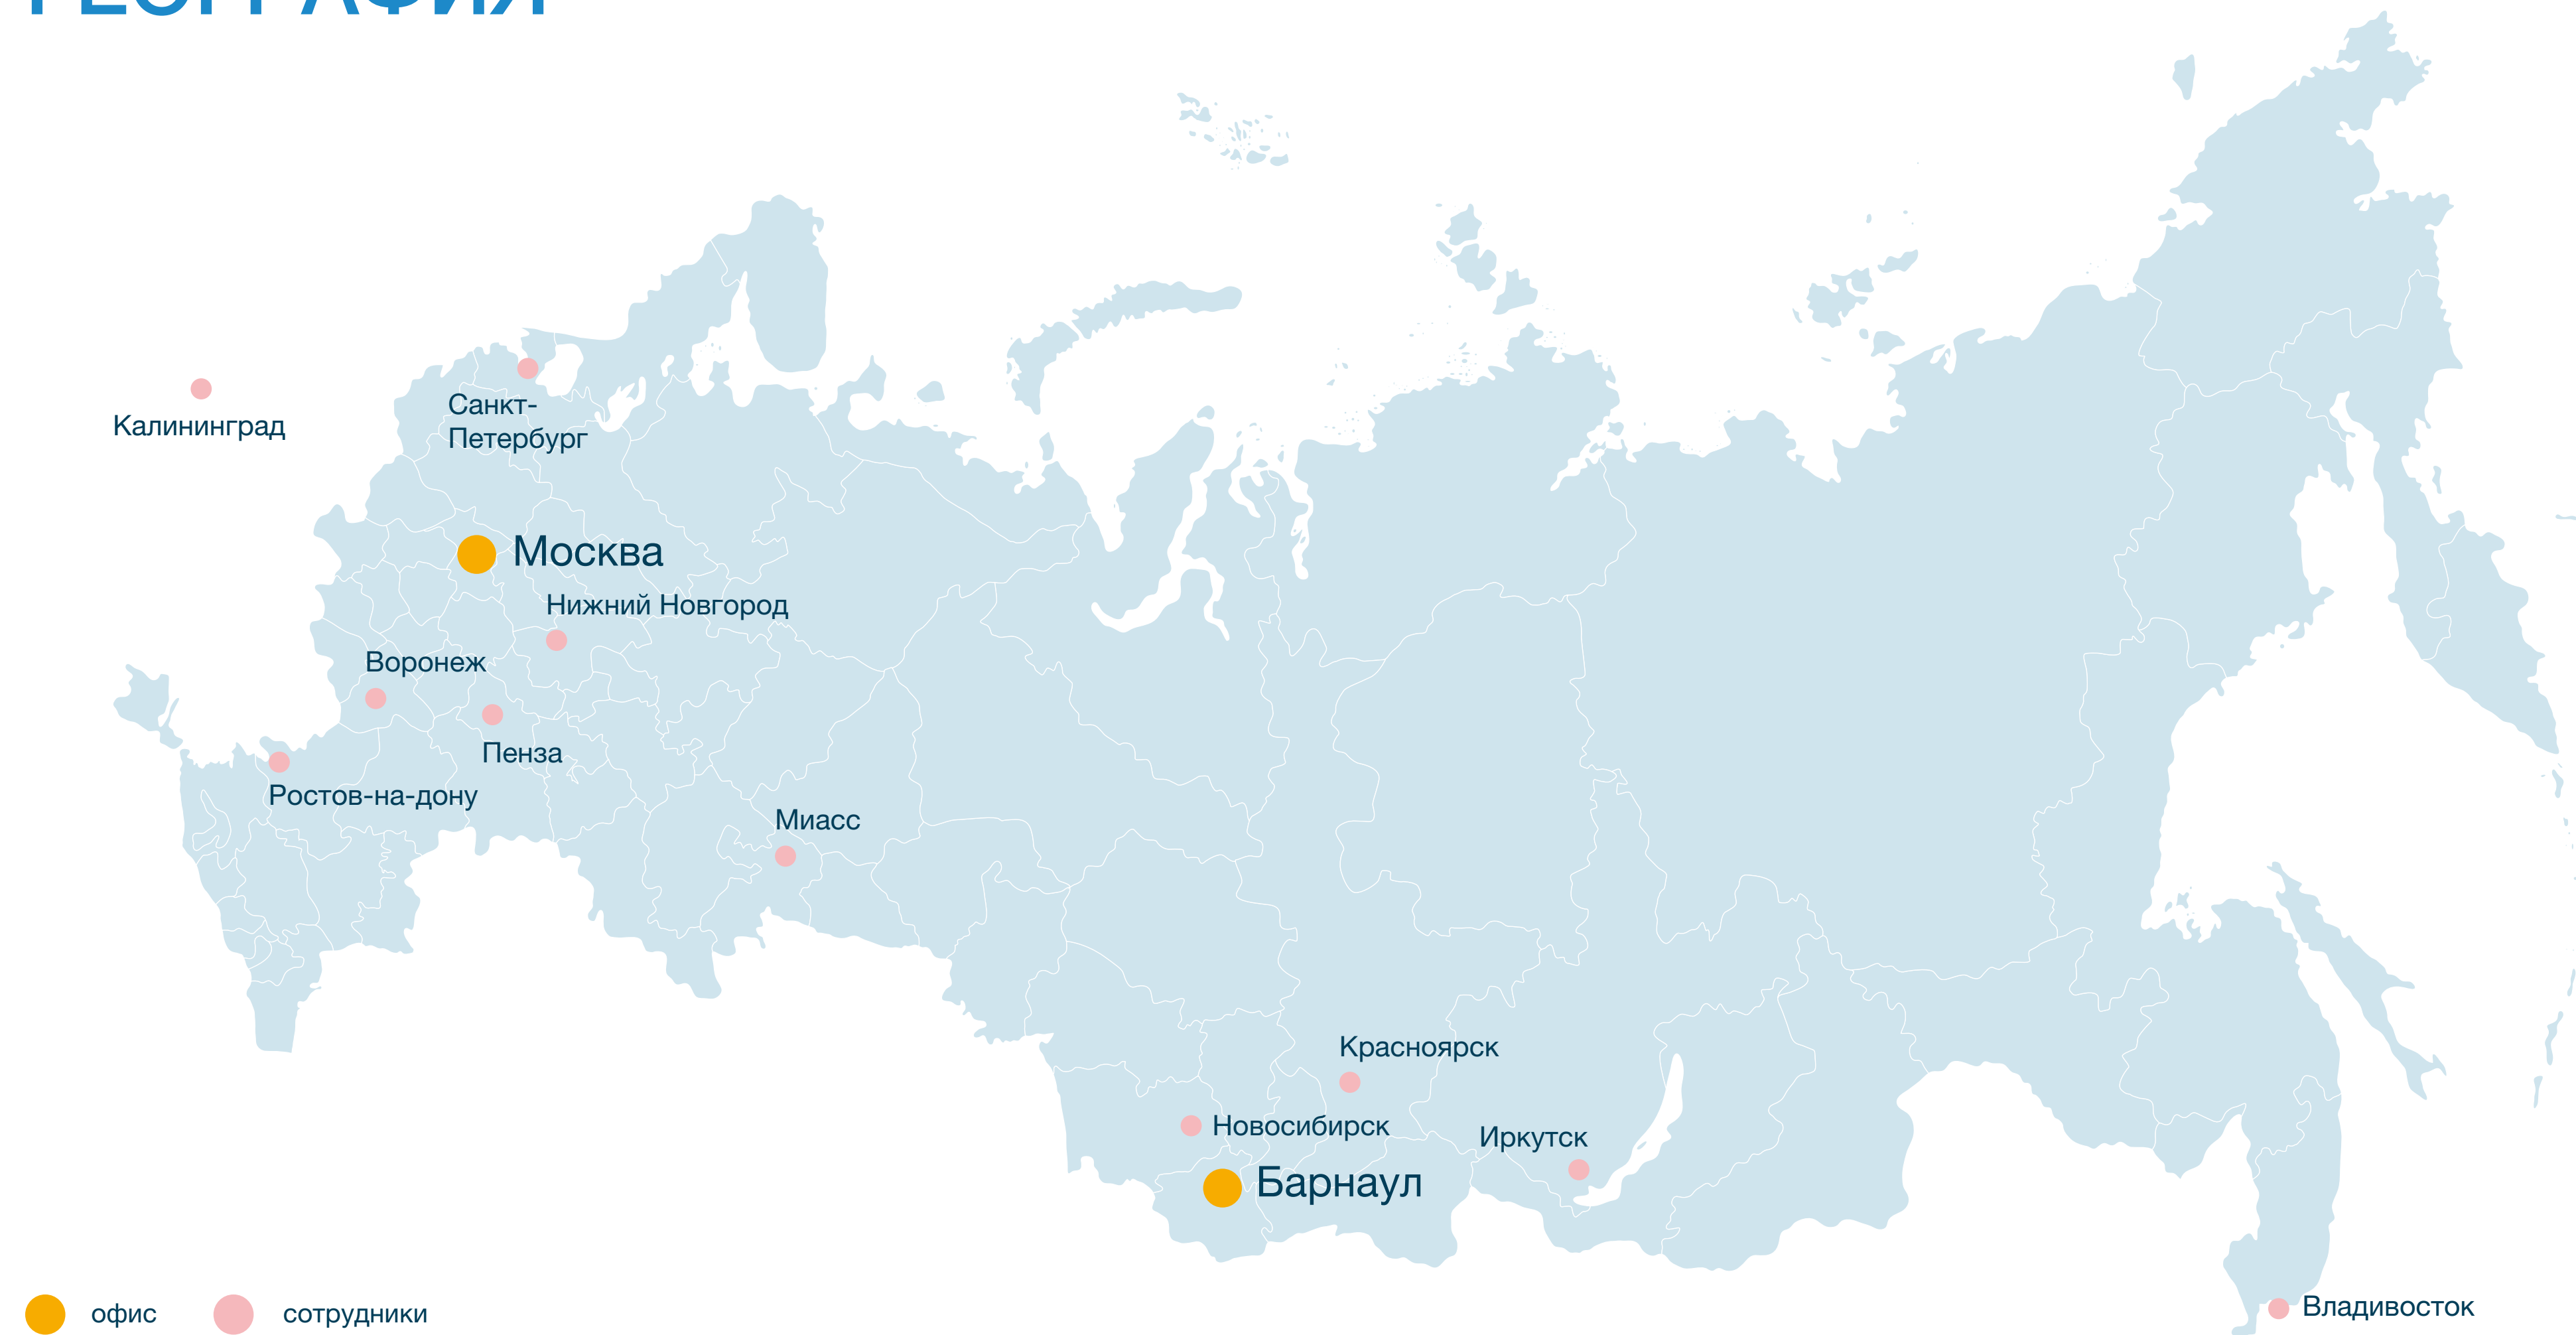 ГЕОГРАФИЯ
Калининград
Санкт-
Петербург
Москва
Нижний Новгород
Воронеж
Пенза
Ростов-на-дону
Миасс
Красноярск
Новосибирск
Иркутск
Барнаул
Владивосток
офис
сотрудники